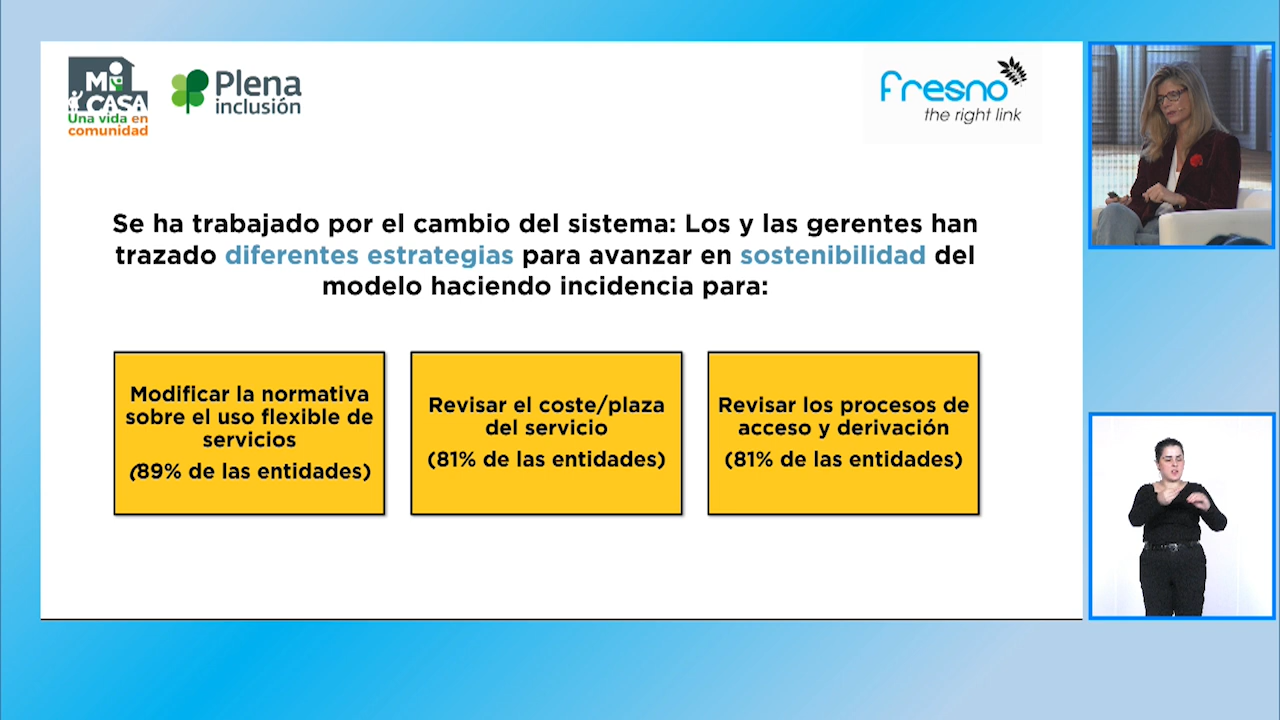 Mi
CASA
Una vida en
comunidad
Plena
inclusión
fresno
the right link
Se ha trabajado por el cambio del sistema: Los y las gerentes han
trazado diferentes estrategias para avanzar en sostenibilidad del
modelo haciendo incidencia para:
Modificar la normativa
sobre el uso flexible de
servicios
(89% de las entidades)
Revisar el coste/plaza
del servicio
(81% de las entidades)
Revisar los procesos de
acceso y derivación
(81% de las entidades)